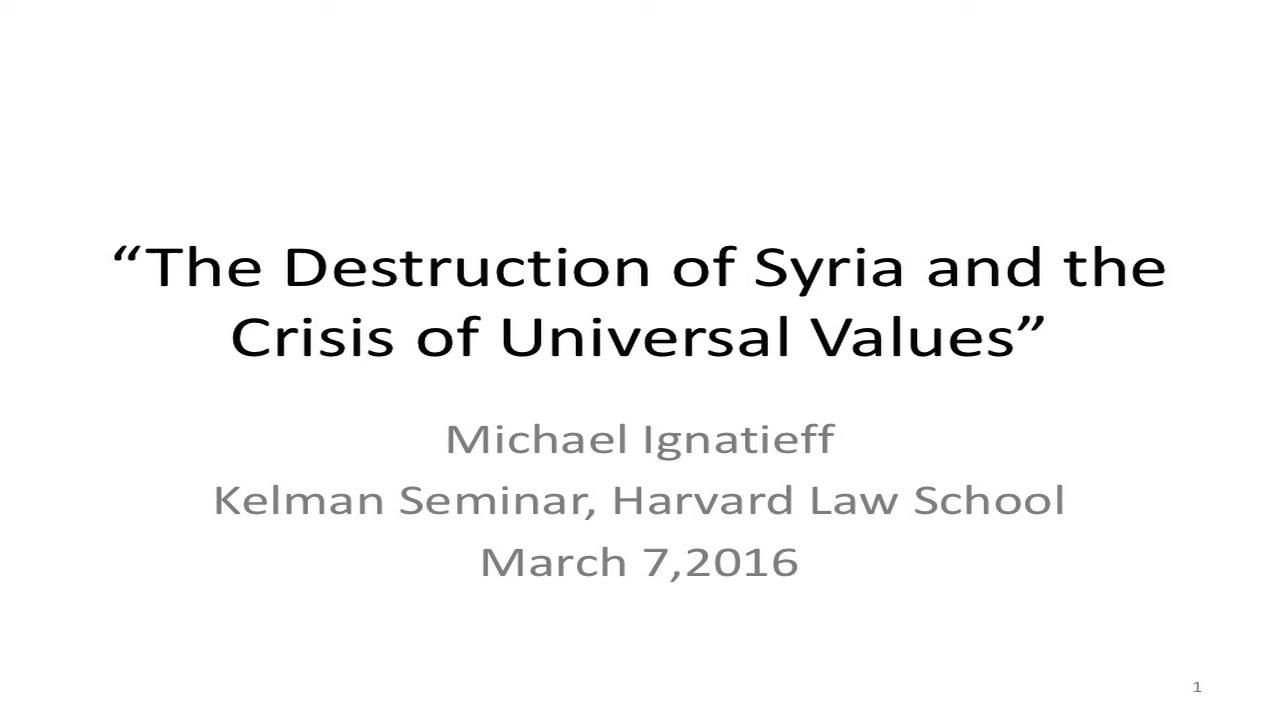 “The Destruction of Syria and the
Crisis of Universal Values”
Michael Ignatieff
Kelman Seminar, Harvard Law School
March 7,2016
1